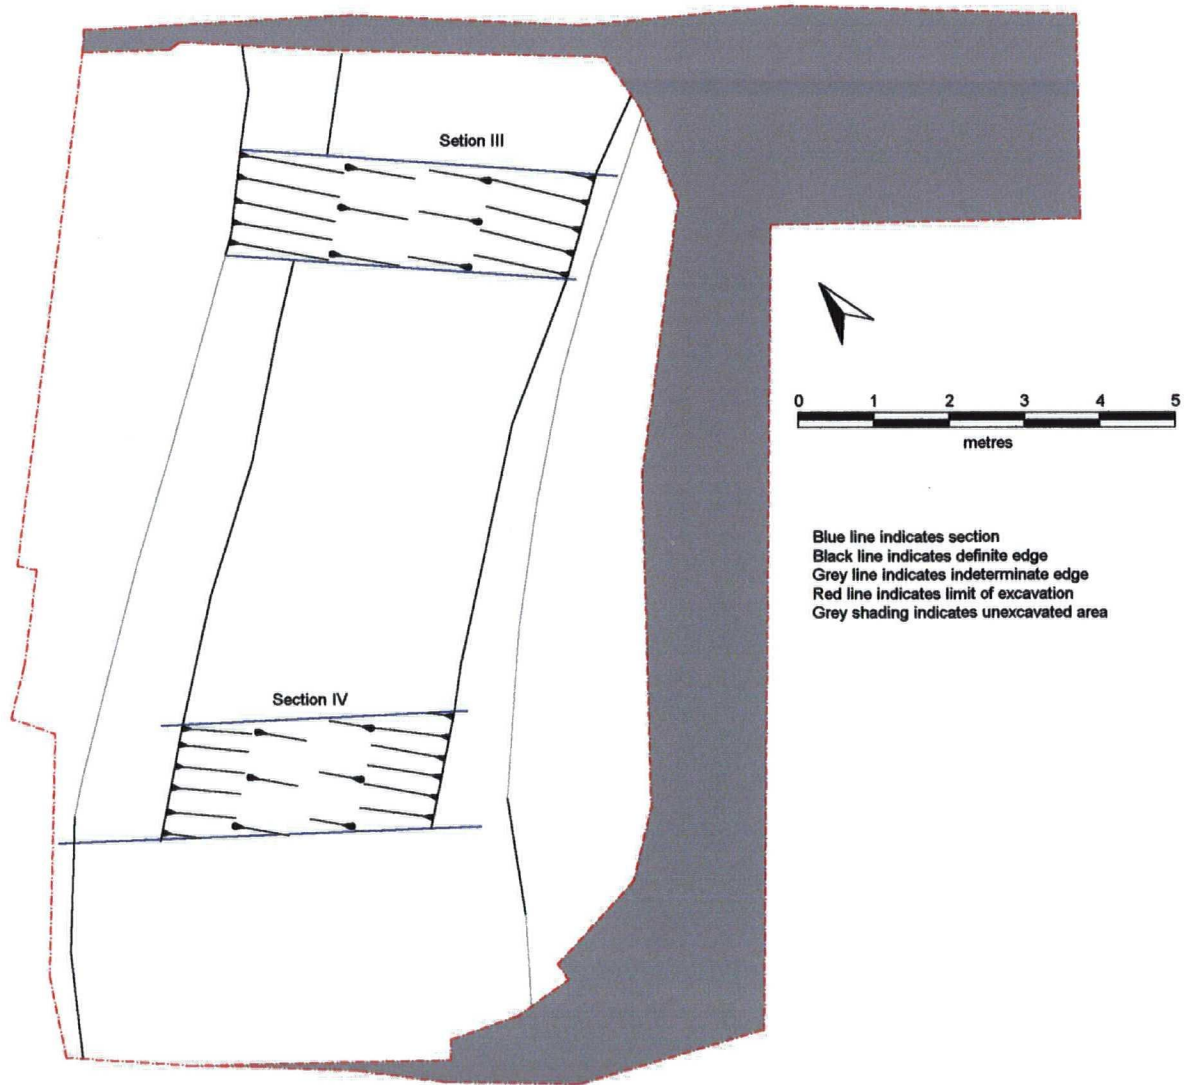 Setion III
0 1 2 3 4 5
metres
Blue line indicates section
Black line indicates definite edge
Grey line indicates indeterminate edge
Red line indicates limit of excavation
Grey shading indicates unexcavated area
Section IV